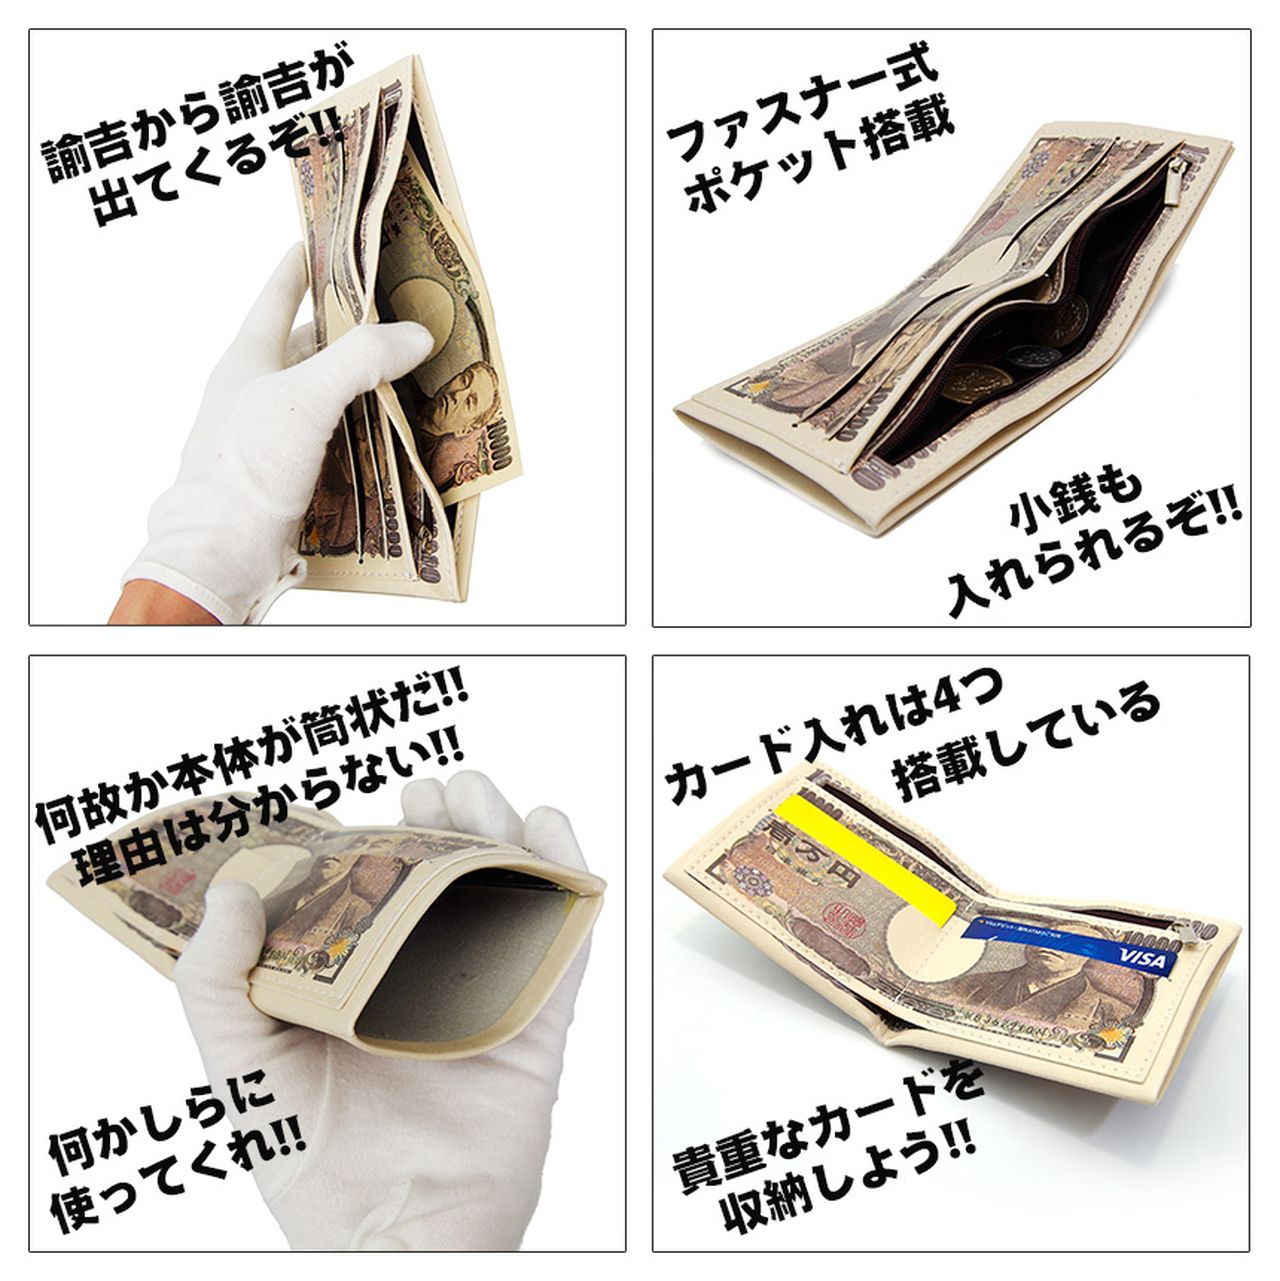 諭吉から諭吉が
出てくるぞ!!
10000
ファスナー式
ポケット搭載
小銭も
入れられるぞ!!
何故か本体が筒状だ!!
理由は分からない!!
何かしらに
使ってくれ!!
カード入れは4つ
搭載している
10000
壱万円
10000
VISA
貴重なカードを
収納しよう!!